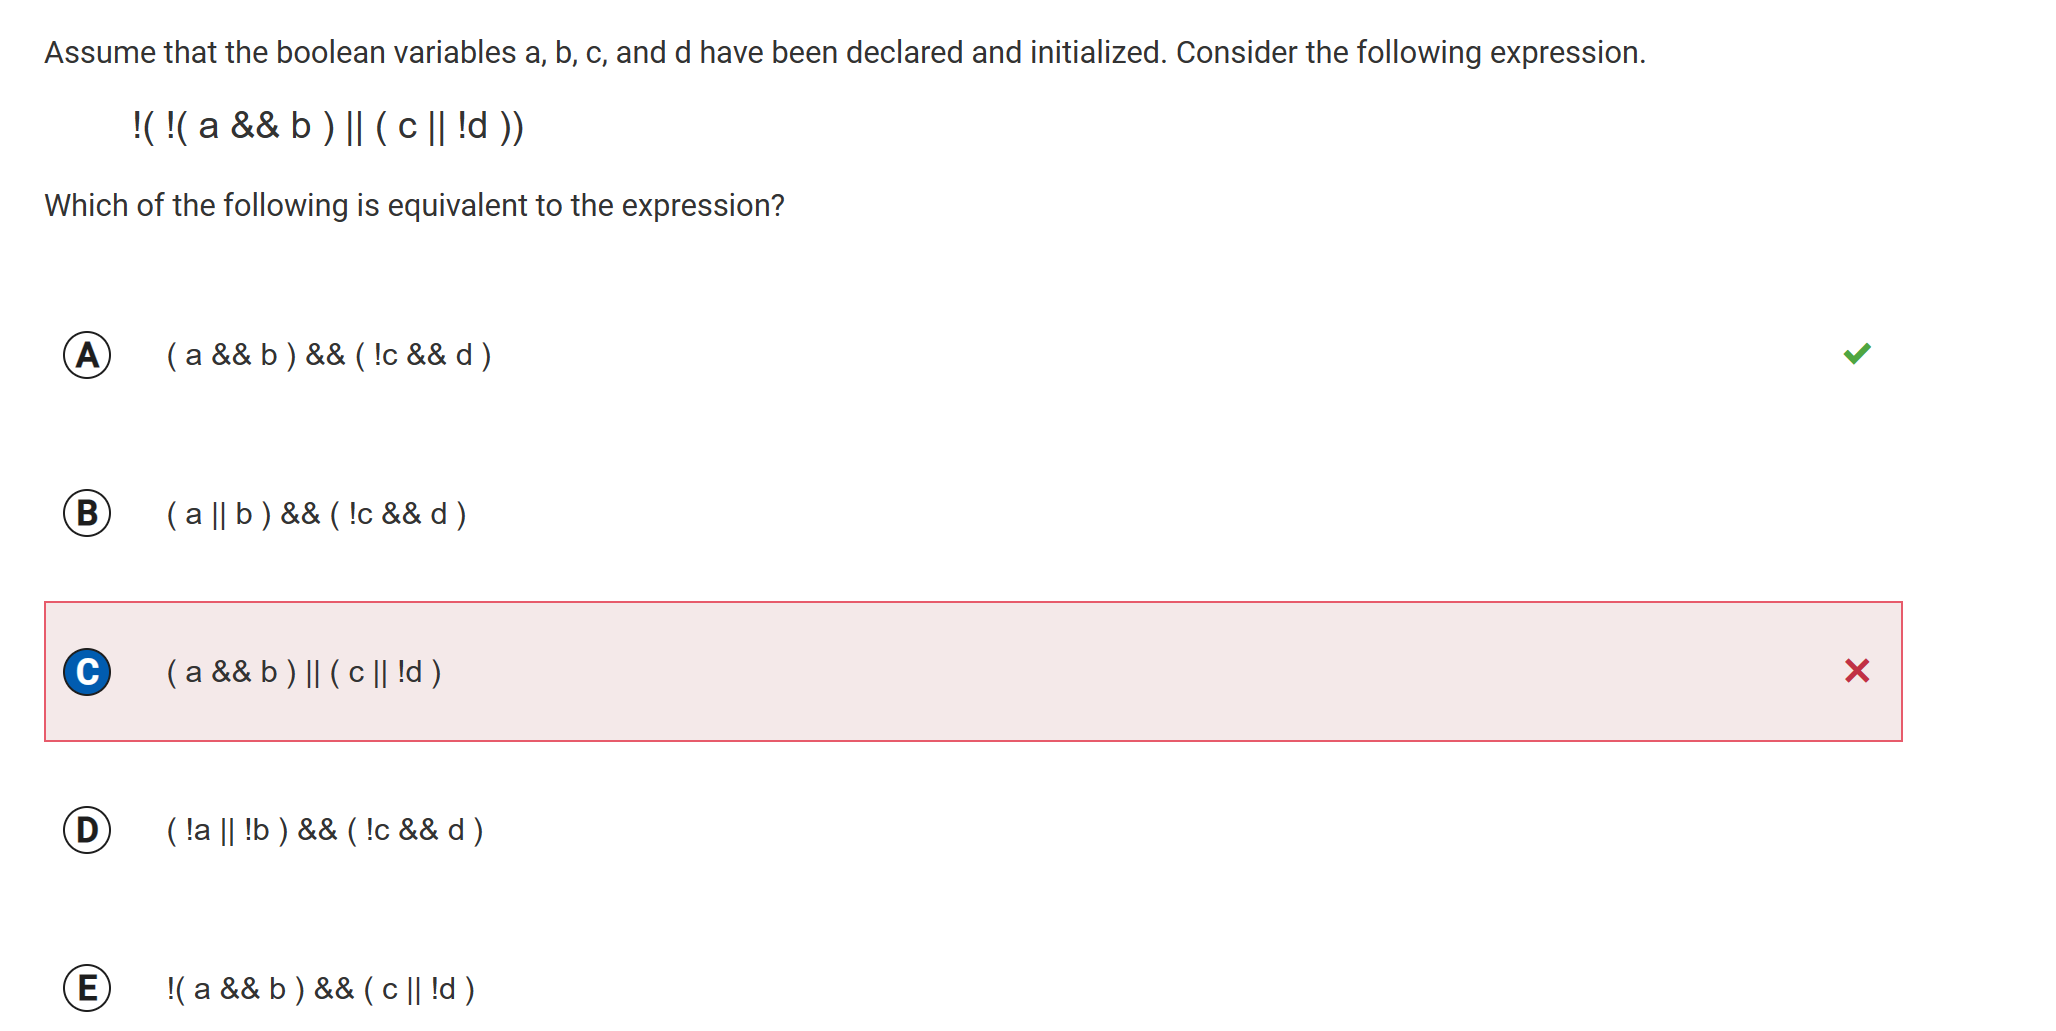 Assume that the boolean variables a, b, c, and d have been declared and initialized. Consider the following expression.
!( !( a && b ) || ( c || !d ))
Which of the following is equivalent to the expression?
A ( a && b ) && ( !c && d )
B ( a || b ) && ( !c && d )
C ( a && b ) || ( c || !d )
D ( !a || !b ) && ( !c && d )
E !( a && b ) && ( c || !d )